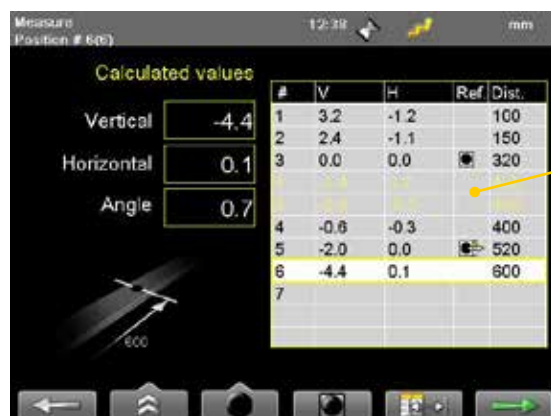 Measure 12:38 mm
Position # 6(6)
Calculated values
# V H Ref. Dist.
Vertical -4.4
Horizontal 0.1
Angle 0.7
1 3.2 -1.2 100
2 2.4 -1.1 150
3 0.0 0.0 320
4 -0.6 -0.3 400
5 -2.0 0.0 520
6 -4.4 0.1 600
7
600